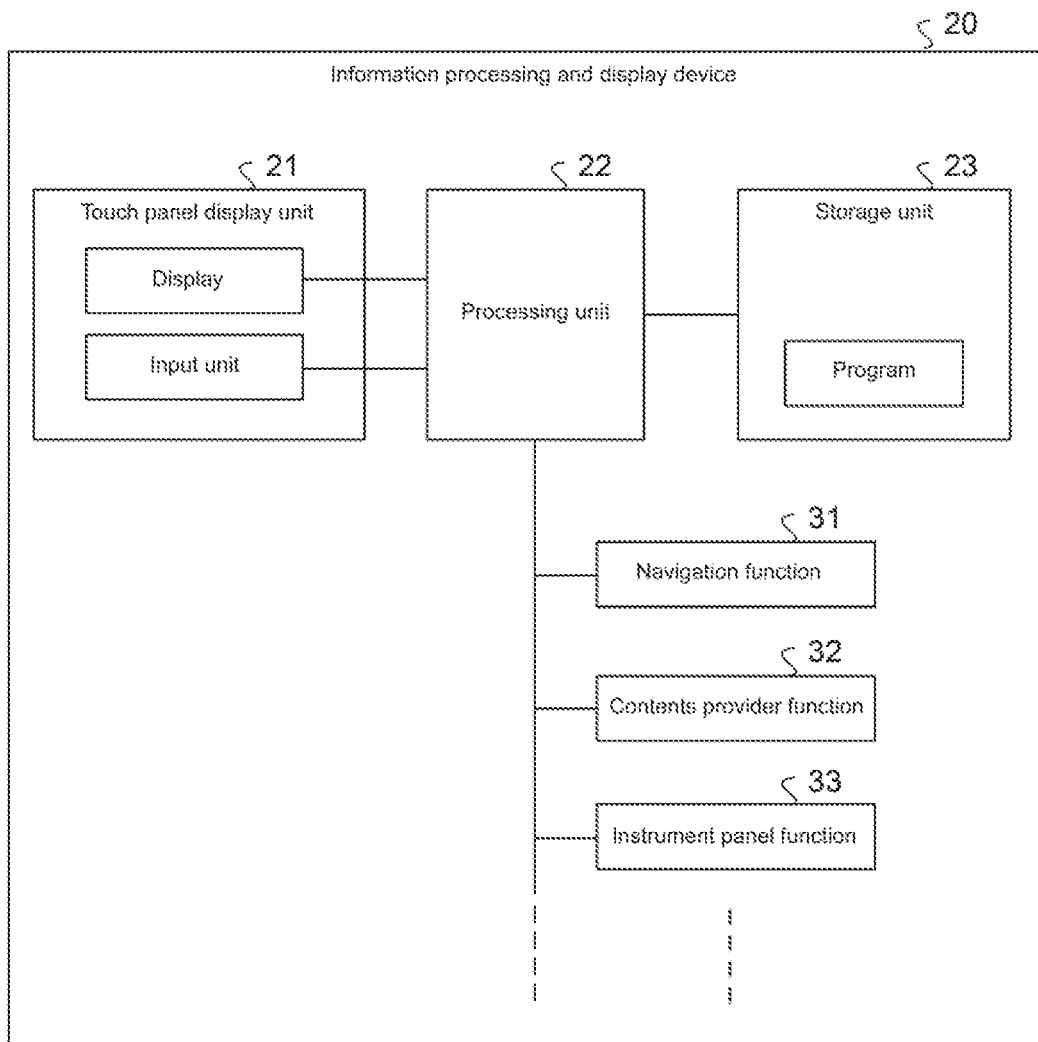 20
Information processing and display device
21
22
23
Touch panel display unit
Storage unit
Display
Processing unit
Input unit
Program
31
Navigation function
32
Contents provider function
33
Instrument panel function